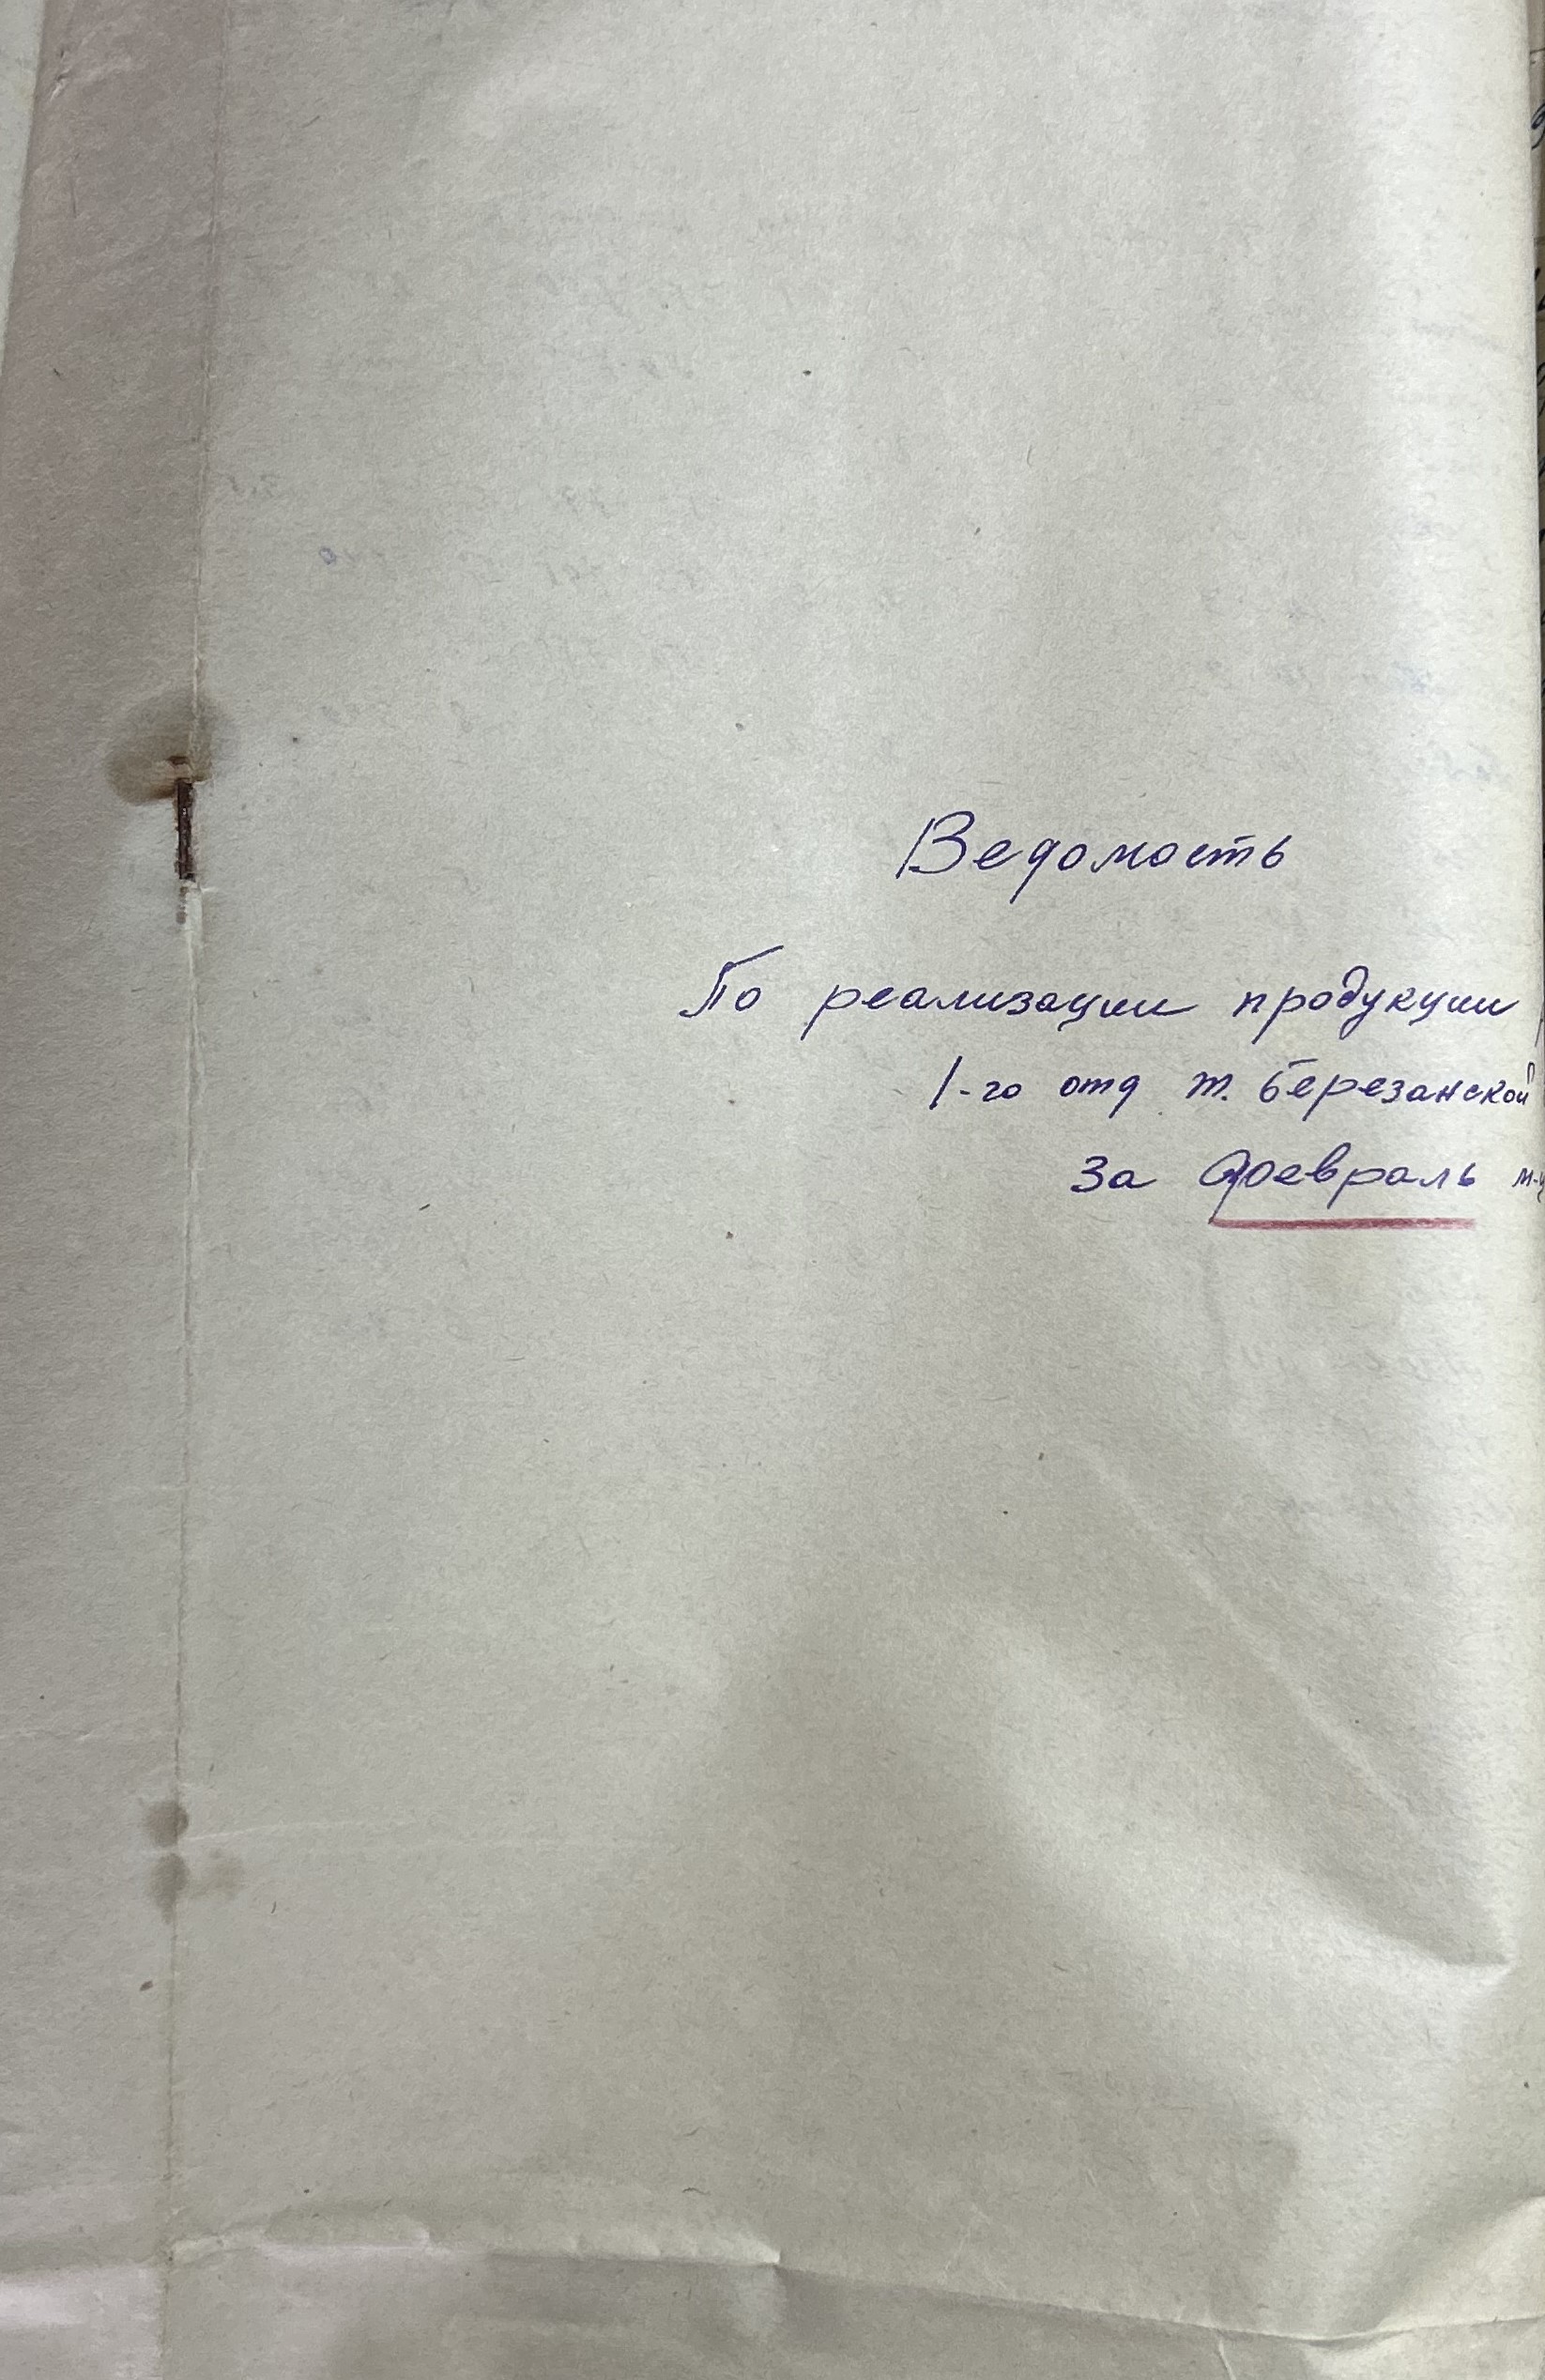 Ведомость
По реализации продукции
1-го отд т. Березанской
за февраль м-ц